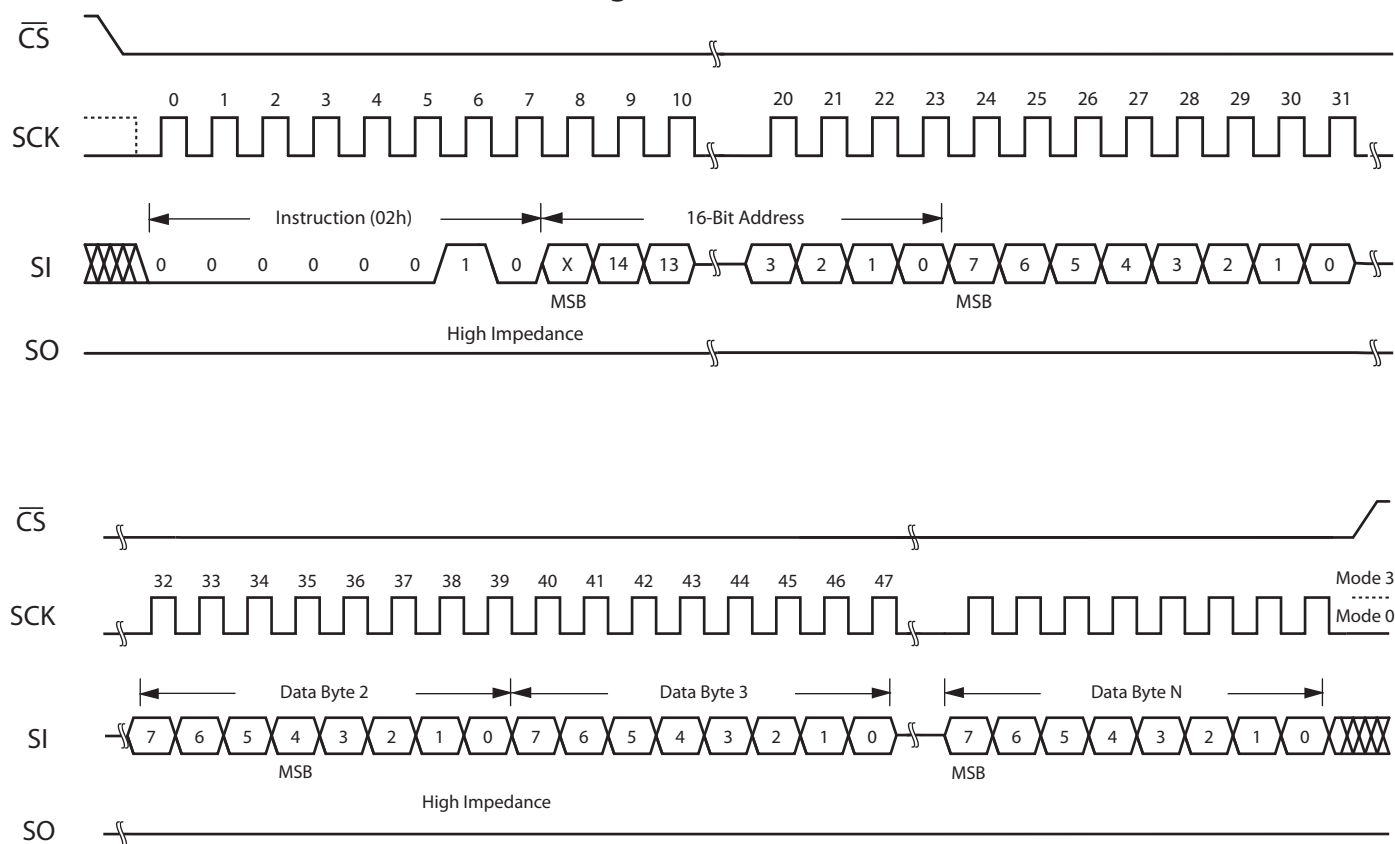 CS
0 1 2 3 4 5 6 7 8 9 10 20 21 22 23 24 25 26 27 28 29 30 31
SCK
Instruction (02h) 16-Bit Address
SI 0 0 0 0 0 0 1 0 X 14 13 3 2 1 0 7 6 5 4 3 2 1 0
MSB MSB
High Impedance
SO
CS
32 33 34 35 36 37 38 39 40 41 42 43 44 45 46 47 Mode 3
SCK Mode 0
Data Byte 2 Data Byte 3 Data Byte N
SI 7 6 5 4 3 2 1 0 7 6 5 4 3 2 1 0 7 6 5 4 3 2 1 0
MSB MSB
High Impedance
SO